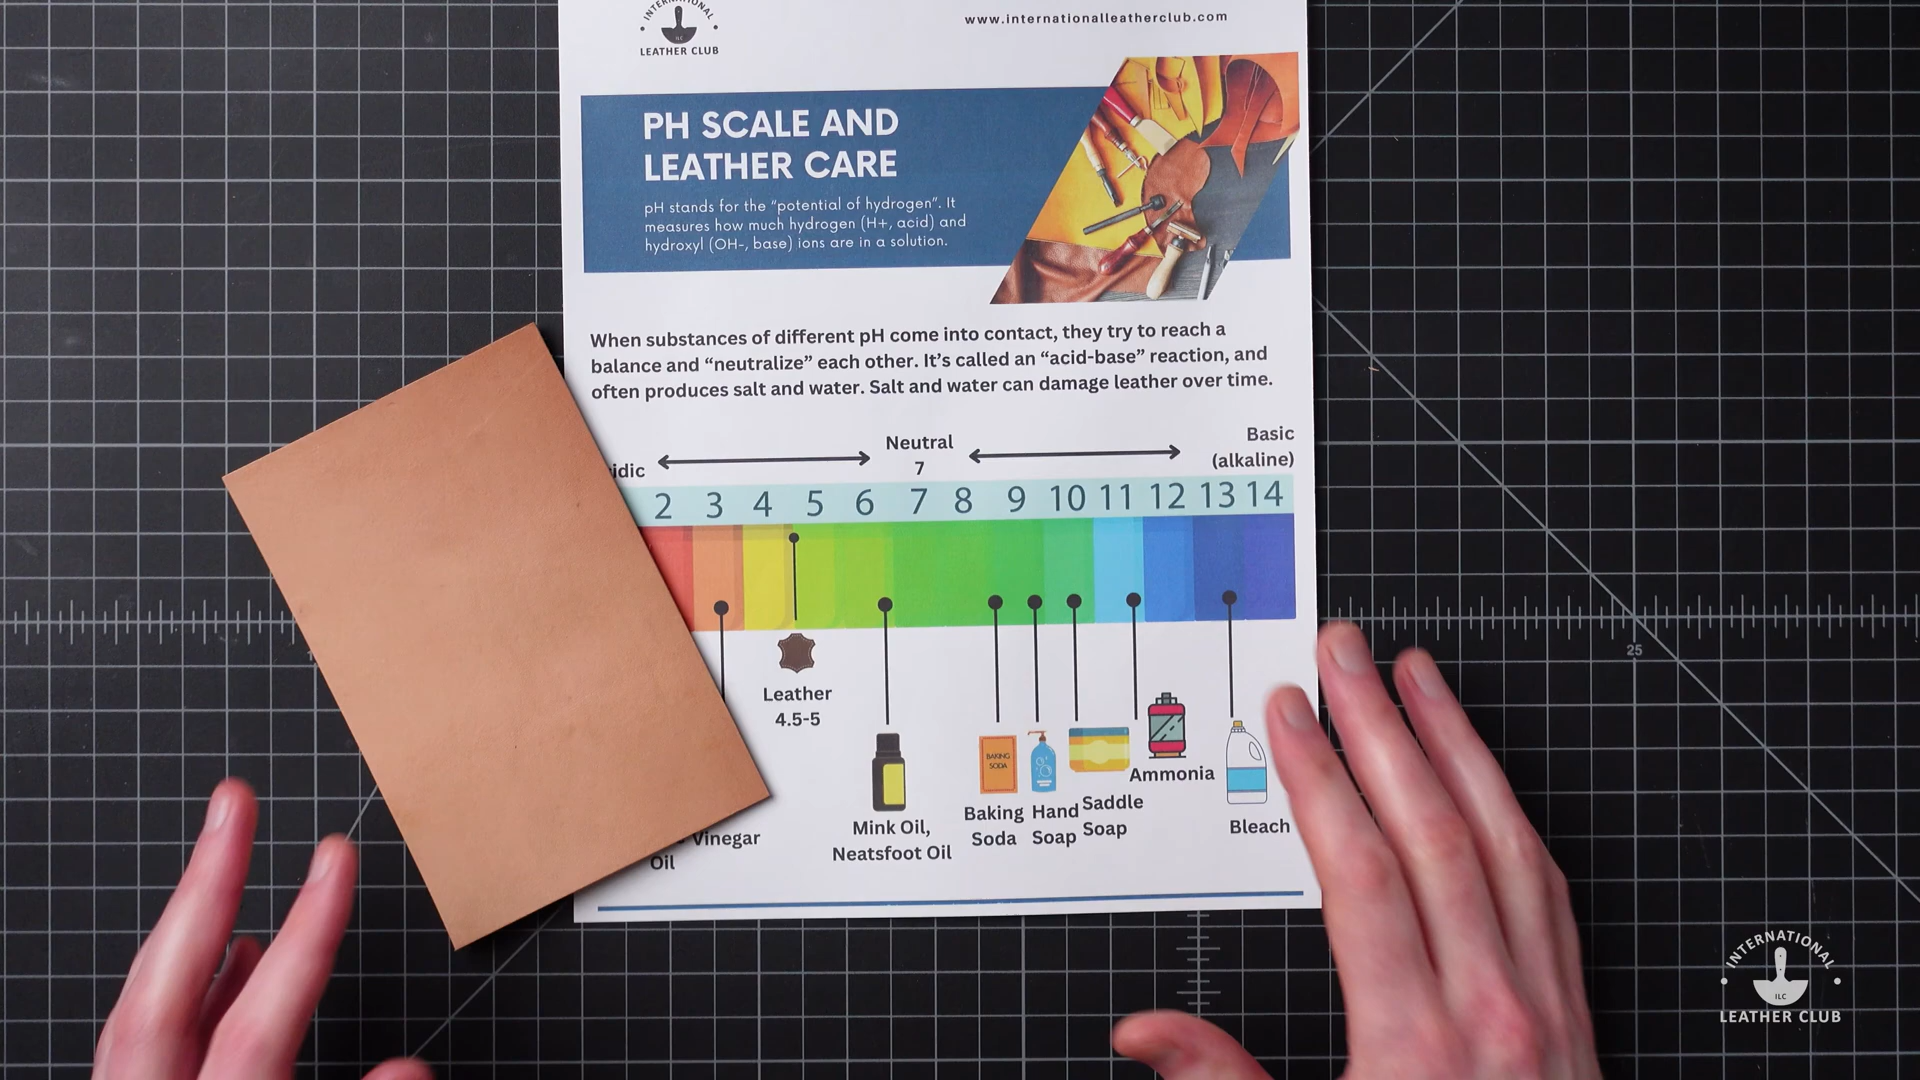 INTERNATIONAL
ILC
LEATHER CLUB
www.internationalleatherclub.com
PH SCALE AND
LEATHER CARE
pH stands for the “potential of hydrogen”. It
measures how much hydrogen (H+, acid) and
hydroxyl (OH-, base) ions are in a solution.
When substances of different pH come into contact, they try to reach a
balance and “neutralize” each other. It’s called an “acid-base” reaction, and
often produces salt and water. Salt and water can damage leather over time.
idic
Neutral
7
Basic
(alkaline)
2 3 4 5 6 7 8 9 10 11 12 13 14
Leather
4.5-5
Vinegar
Oil
Mink Oil,
Neatsfoot Oil
BAKING
SODA
Baking
Soda
Hand
Soap
Saddle
Soap
Ammonia
Bleach
25
INTERNATIONAL
ILC
LEATHER CLUB